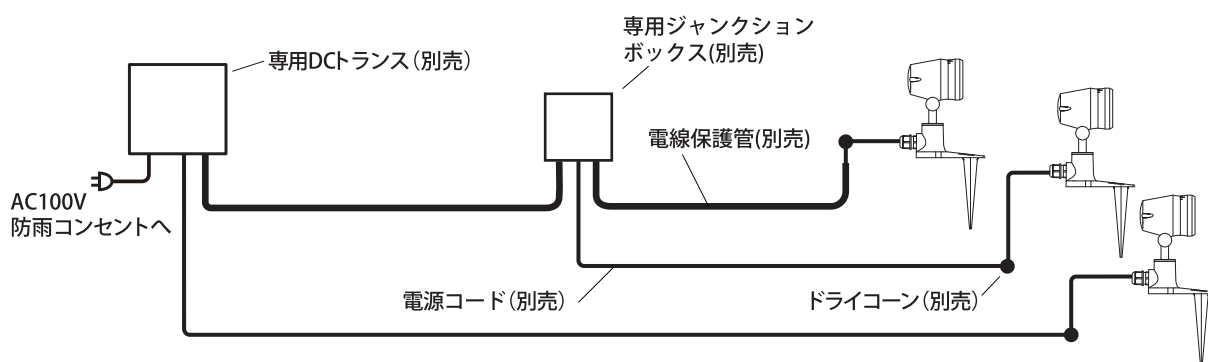 専用DCトランス(別売)
専用ジャンクション
ボックス(別売)
電線保護管(別売)
AC100V
防雨コンセントへ
電源コード(別売)
ドライコーン(別売)